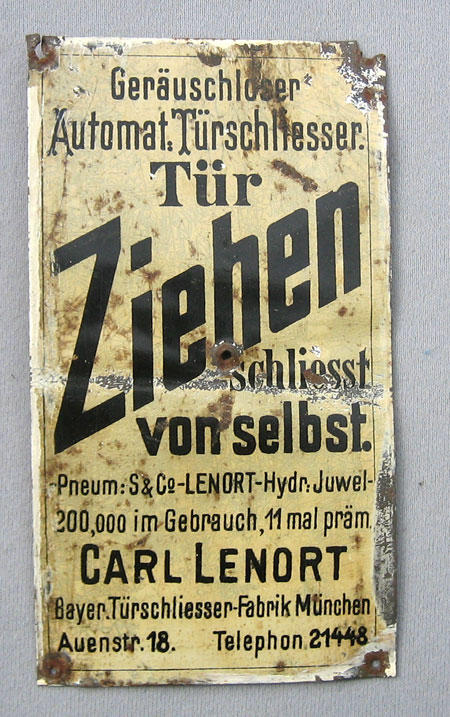 Geräuschloser
Automat. Türschliesser.
Tür
Ziehen
schliesst
von selbst.
-Pneum: S & Co-LENORT-Hydr: Juwel-
200,000 im Gebrauch, 11 mal präm.
CARL LENORT
Bayer. Türschliesser-Fabrik München
Auenstr. 18. Telephon 21448